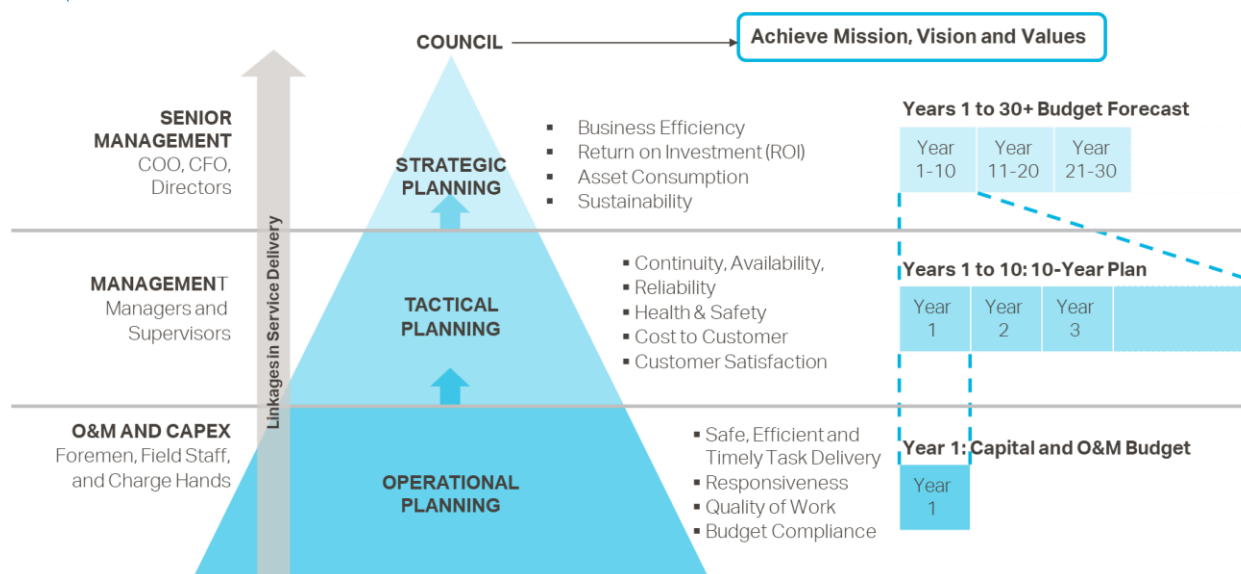 COUNCIL
Achieve Mission, Vision and Values
Linkages in Service Delivery
SENIOR
MANAGEMENT
COO, CFO,
Directors
STRATEGIC
PLANNING
▪ Business Efficiency
▪ Return on Investment (ROI)
▪ Asset Consumption
▪ Sustainability
Years 1 to 30+ Budget Forecast
Year
1-10
Year
11-20
Year
21-30
MANAGEMENT
Managers and
Supervisors
TACTICAL
PLANNING
▪ Continuity, Availability,
▪ Reliability
▪ Health & Safety
▪ Cost to Customer
▪ Customer Satisfaction
Years 1 to 10: 10-Year Plan
Year
1
Year
2
Year
3
O&M AND CAPEX
Foremen, Field Staff,
and Charge Hands
OPERATIONAL
PLANNING
▪ Safe, Efficient and
Timely Task Delivery
▪ Responsiveness
▪ Quality of Work
▪ Budget Compliance
Year 1: Capital and O&M Budget
Year
1